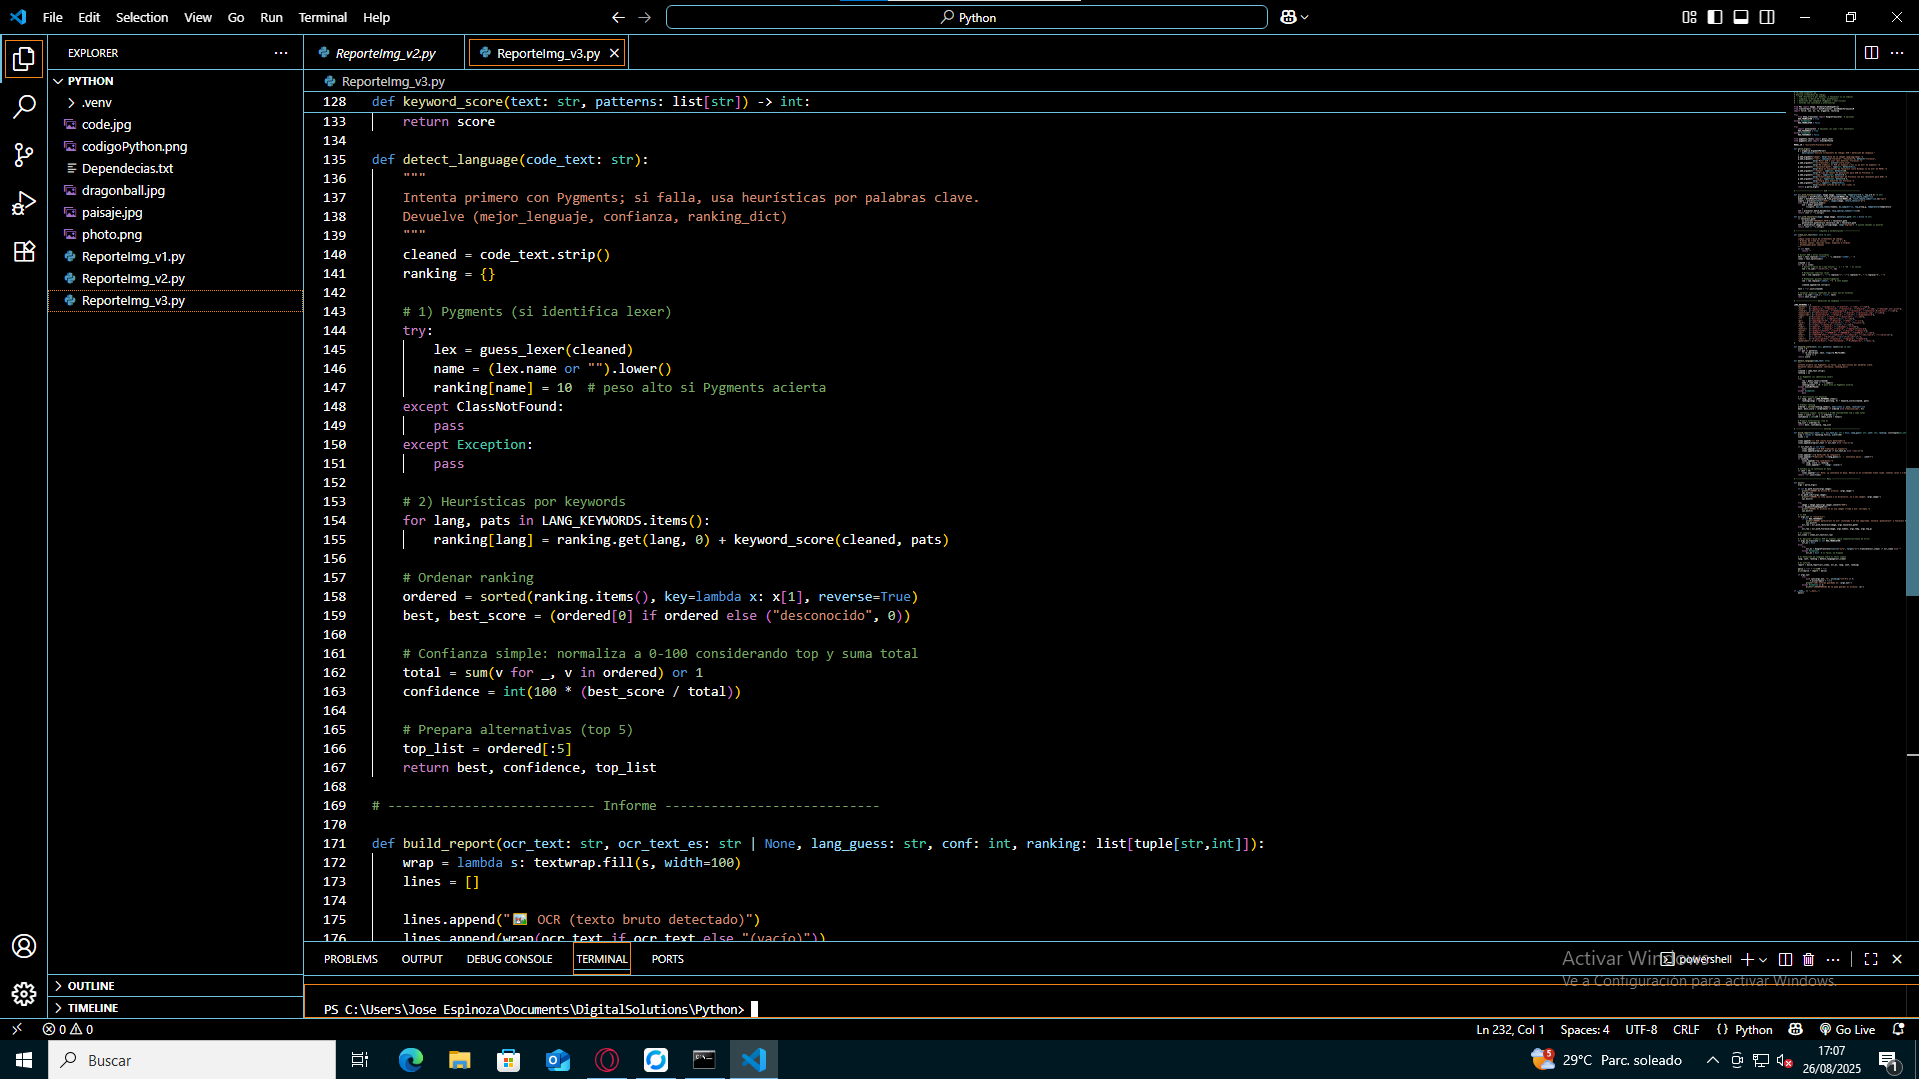 File Edit Selection View Go Run Terminal Help
Python
EXPLORER
PYTHON
.venv
code.jpg
codigoPython.png
Dependecias.txt
dragonball.jpg
paisaje.jpg
photo.png
ReporteImg_v1.py
ReporteImg_v2.py
ReporteImg_v3.py
OUTLINE
TIMELINE
ReporteImg_v2.py ReporteImg_v3.py
ReporteImg_v3.py
128 def keyword_score(text: str, patterns: list[str]) -> int:
133     return score
134
135 def detect_language(code_text: str):
136     """
137     Intenta primero con Pygments; si falla, usa heurísticas por palabras clave.
138     Devuelve (mejor_lenguaje, confianza, ranking_dict)
139     """
140     cleaned = code_text.strip()
141     ranking = {}
142
143     # 1) Pygments (si identifica lexer)
144     try:
145         lex = guess_lexer(cleaned)
146         name = (lex.name or "").lower()
147         ranking[name] = 10  # peso alto si Pygments acierta
148     except ClassNotFound:
149         pass
150     except Exception:
151         pass
152
153     # 2) Heurísticas por keywords
154     for lang, pats in LANG_KEYWORDS.items():
155         ranking[lang] = ranking.get(lang, 0) + keyword_score(cleaned, pats)
156
157     # Ordenar ranking
158     ordered = sorted(ranking.items(), key=lambda x: x[1], reverse=True)
159     best, best_score = (ordered[0] if ordered else ("desconocido", 0))
160
161     # Confianza simple: normaliza a 0-100 considerando top y suma total
162     total = sum(v for _, v in ordered) or 1
163     confidence = int(100 * (best_score / total))
164
165     # Prepara alternativas (top 5)
166     top_list = ordered[:5]
167     return best, confidence, top_list
168
169 # --------------------------- Informe ----------------------------
170
171 def build_report(ocr_text: str, ocr_text_es: str | None, lang_guess: str, conf: int, ranking: list[tuple[str,int]]):
172     wrap = lambda s: textwrap.fill(s, width=100)
173     lines = []
174
175     lines.append("🖼️ OCR (texto bruto detectado)")
176     lines.append(wrap(ocr_text if ocr_text else "(vacío)"))
PROBLEMS OUTPUT DEBUG CONSOLE TERMINAL PORTS
powershell
Activar Windows
Ve a Configuración para activar Windows.
PS C:\Users\Jose Espinoza\Documents\DigitalSolutions\Python>
0 0
Ln 232, Col 1 Spaces: 4 UTF-8 CRLF {} Python Go Live
Buscar
5
29°C Parc. soleado
17:07
26/08/2025
1